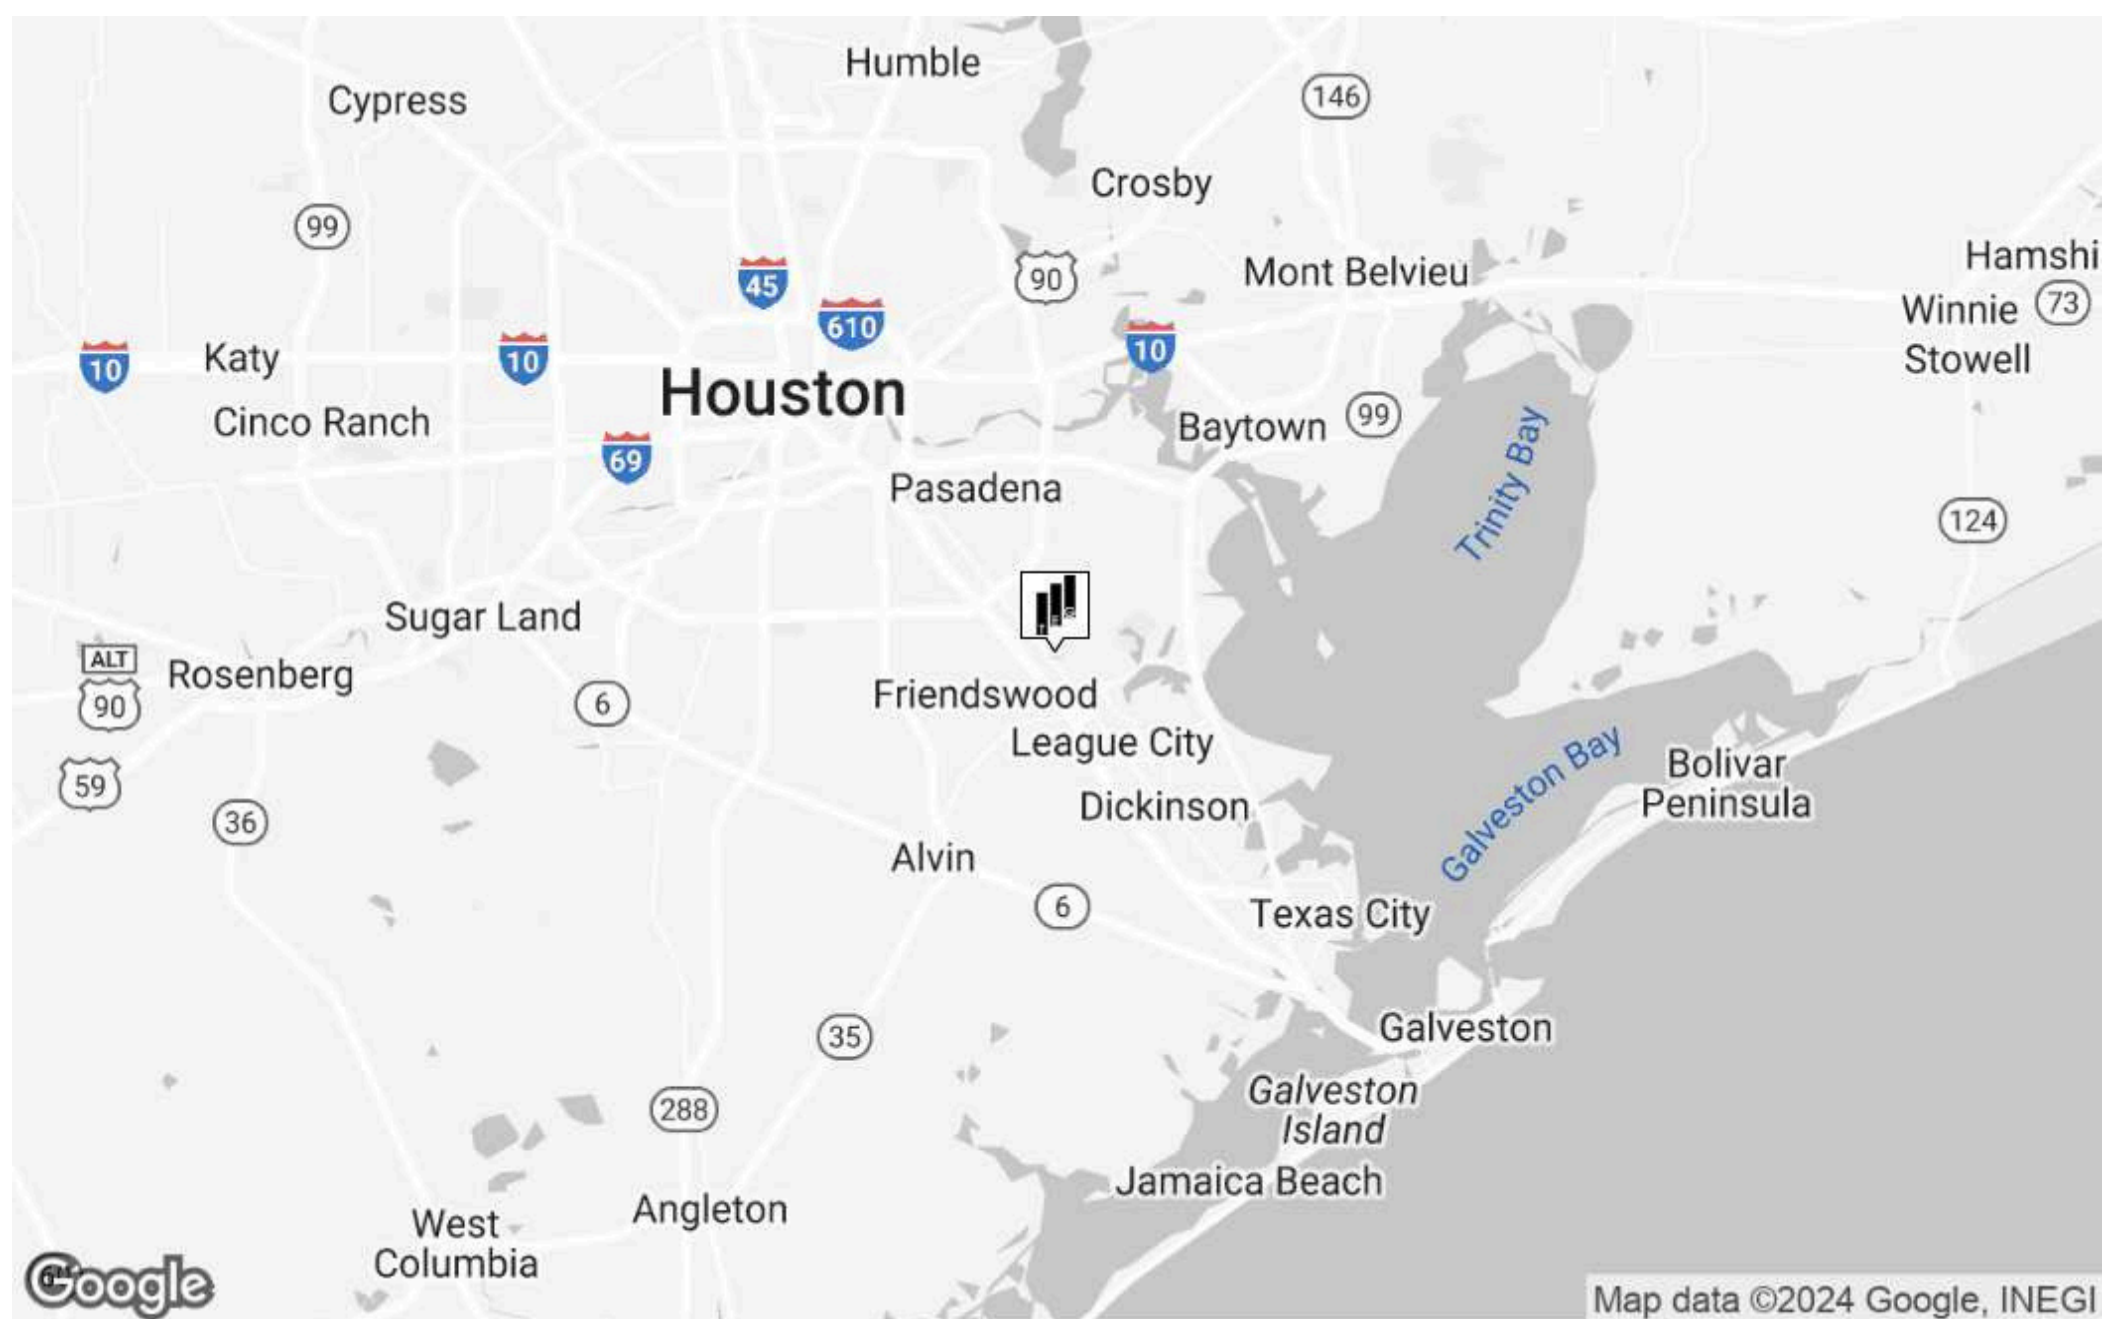 Humble
Cypress
146
Crosby
99
45
90
Mont Belvieu
Hamshi
610
Winnie
73
10
Katy
10
10
Stowell
Houston
Cinco Ranch
Baytown
99
69
Trinity Bay
Pasadena
124
Sugar Land
ALT
90
Rosenberg
6
Friendswood
League City
59
36
Galveston Bay
Bolivar
Peninsula
Dickinson
Alvin
6
Texas City
35
Galveston
288
Galveston
Island
Jamaica Beach
Angleton
West
Columbia
Google
Map data ©2024 Google, INEGI